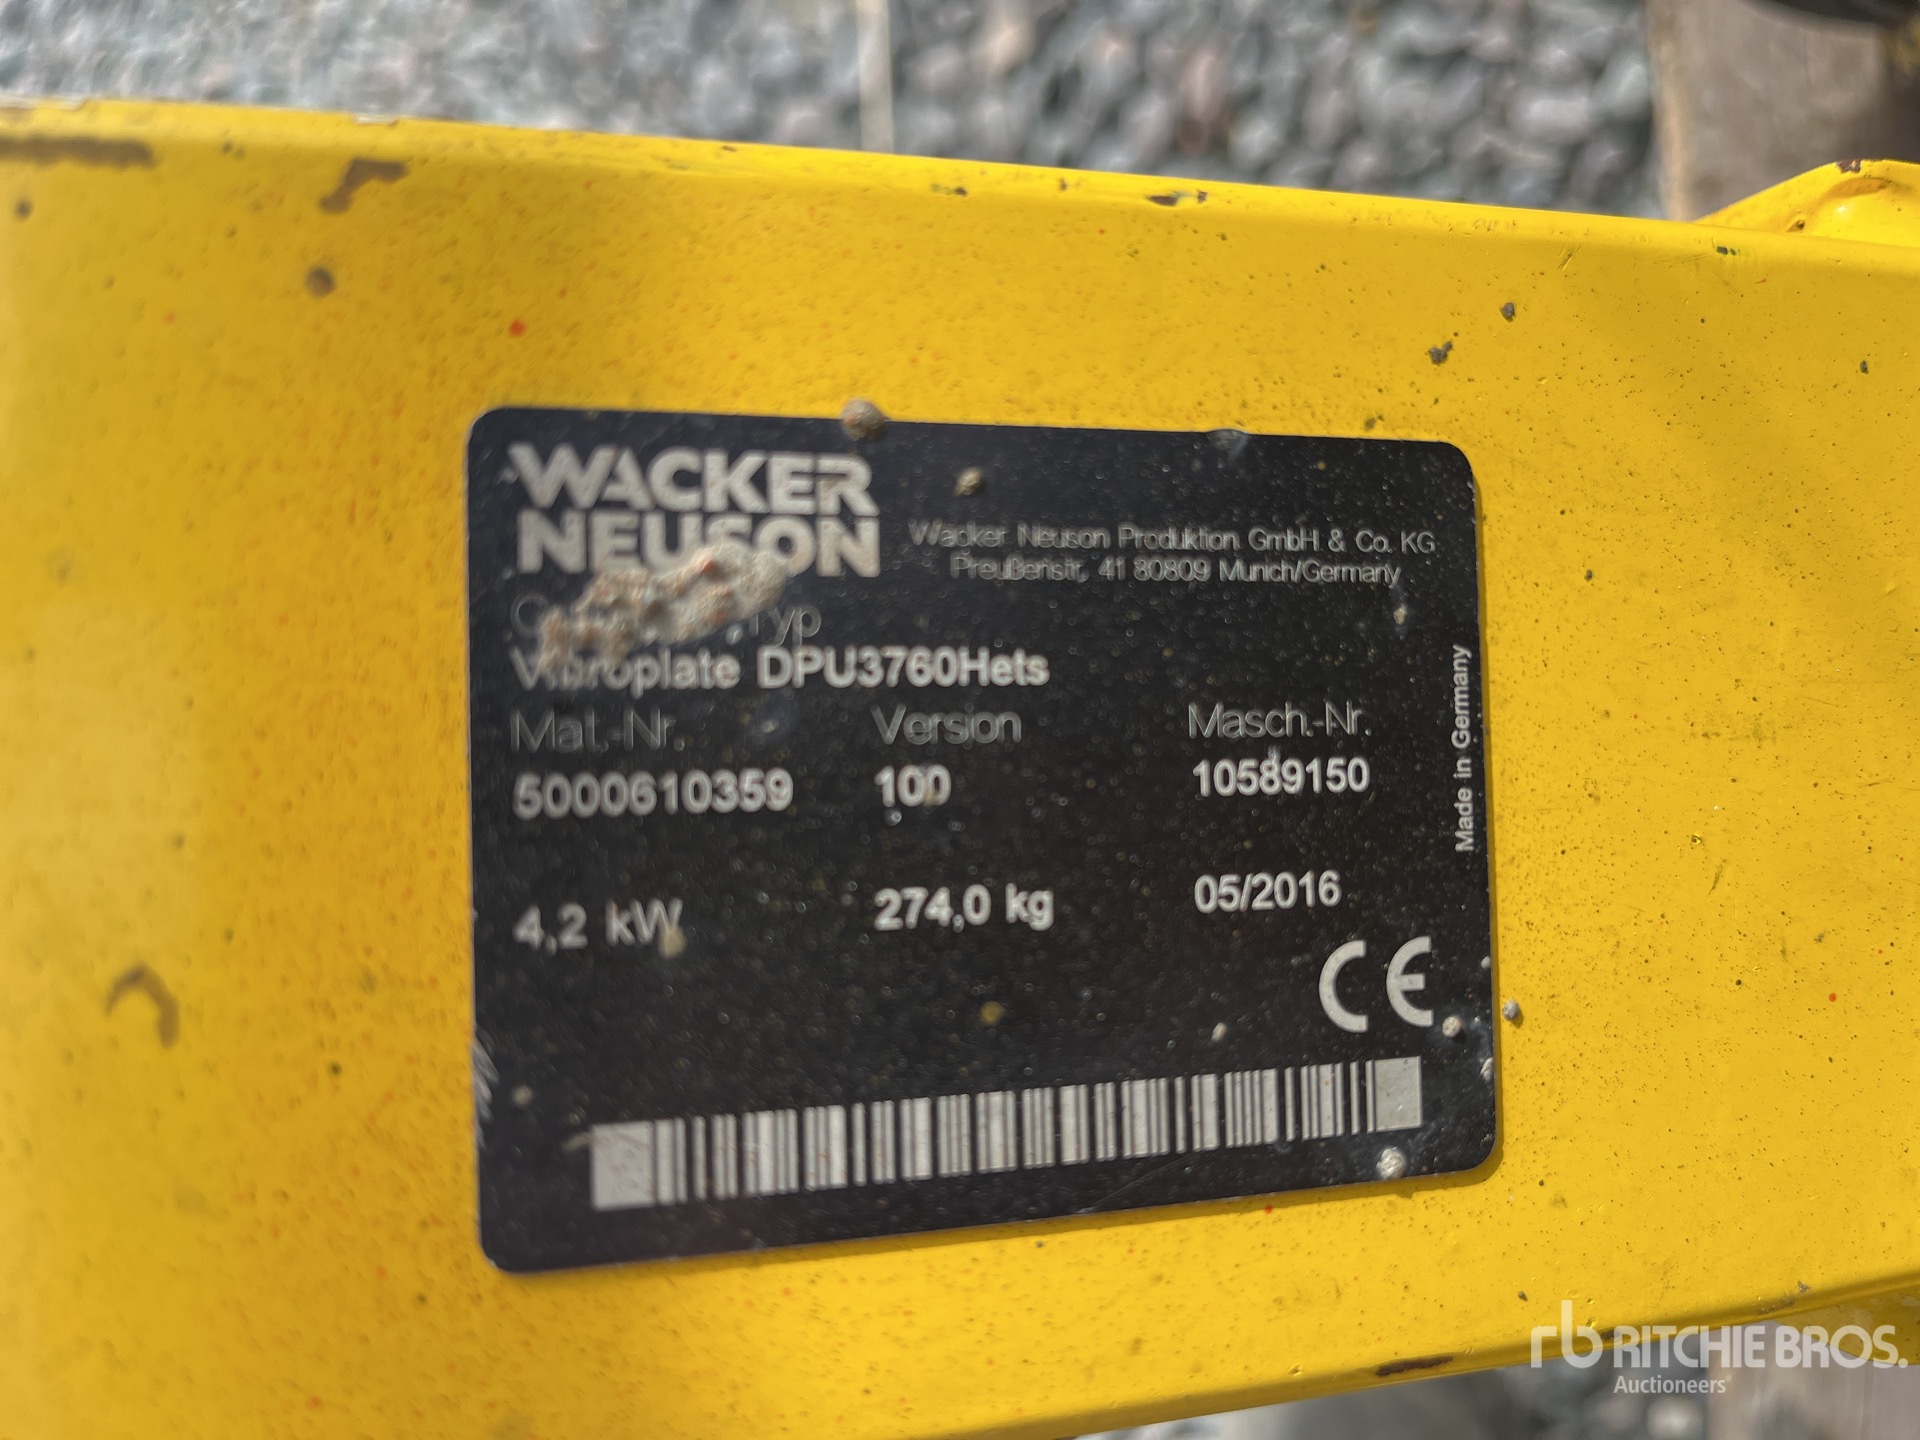 WACKER
NEUSON
Wacker Neuson Produktion GmbH & Co. KG
Preußenstr, 41 80809 Munich/Germany
Typ
Vibroplate DPU3760Hets
Mat.-Nr. Version Masch.-Nr.
5000610359 100 10589150
4,2 kW 274,0 kg 05/2016
Made in Germany
CE
rb RITCHIE BROS.
Auctioneers